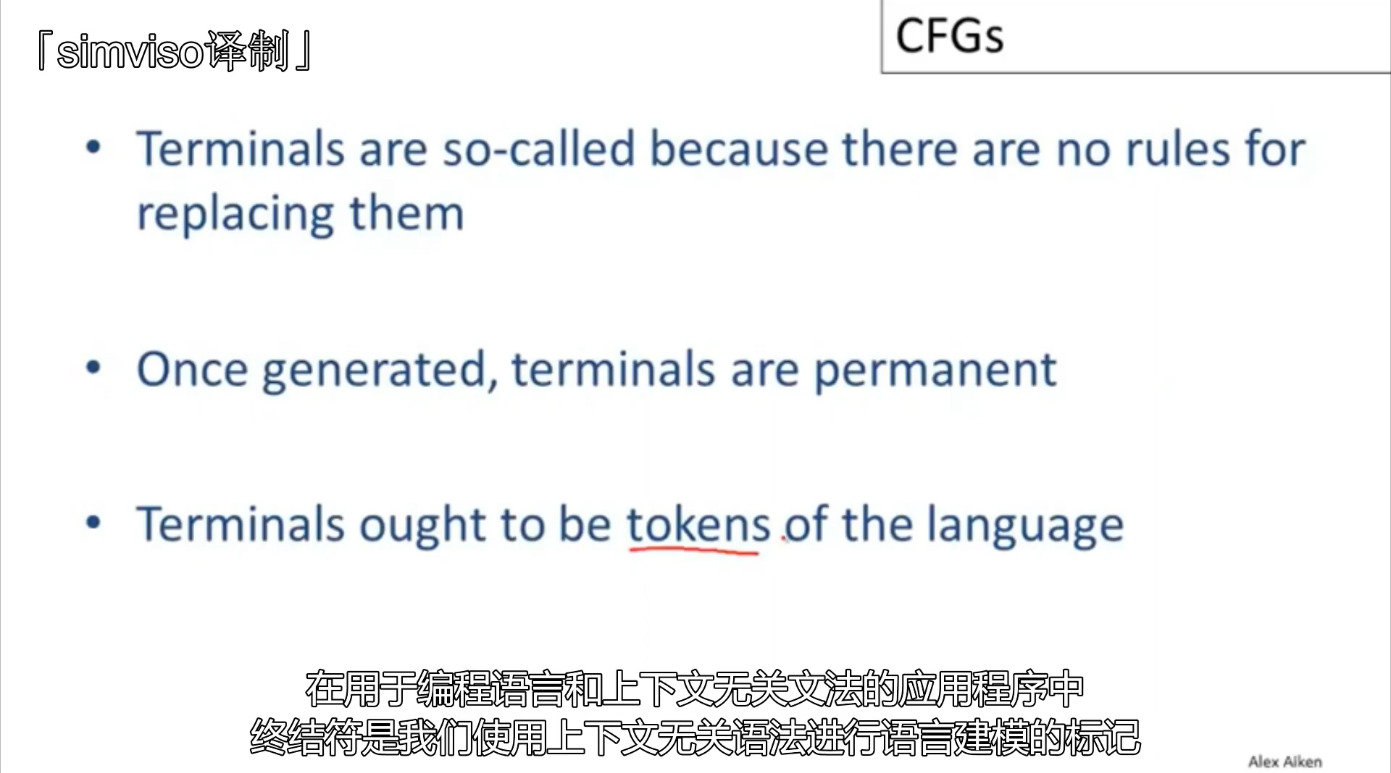 「simviso译制」
CFGs
• Terminals are so-called because there are no rules for
replacing them
• Once generated, terminals are permanent
• Terminals ought to be tokens of the language
在用于编程语言和上下文无关文法的应用程序中
终结符是我们使用上下文无关语法进行语言建模的标记
Alex Aiken